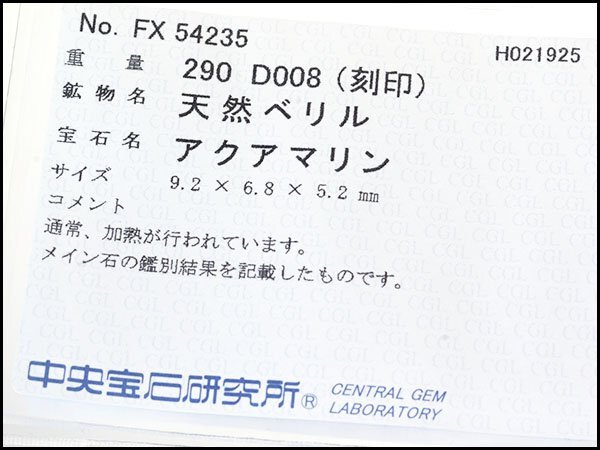 No. FX 54235
H021925
重量 290 D008（刻印）
鉱物名 天然ベリル
宝石名 アクアマリン
サイズ 9.2 × 6.8 × 5.2 mm
コメント
通常、加熱が行われています。
メイン石の鑑別結果を記載したものです。
中央宝石研究所® CENTRAL GEM
LABORATORY